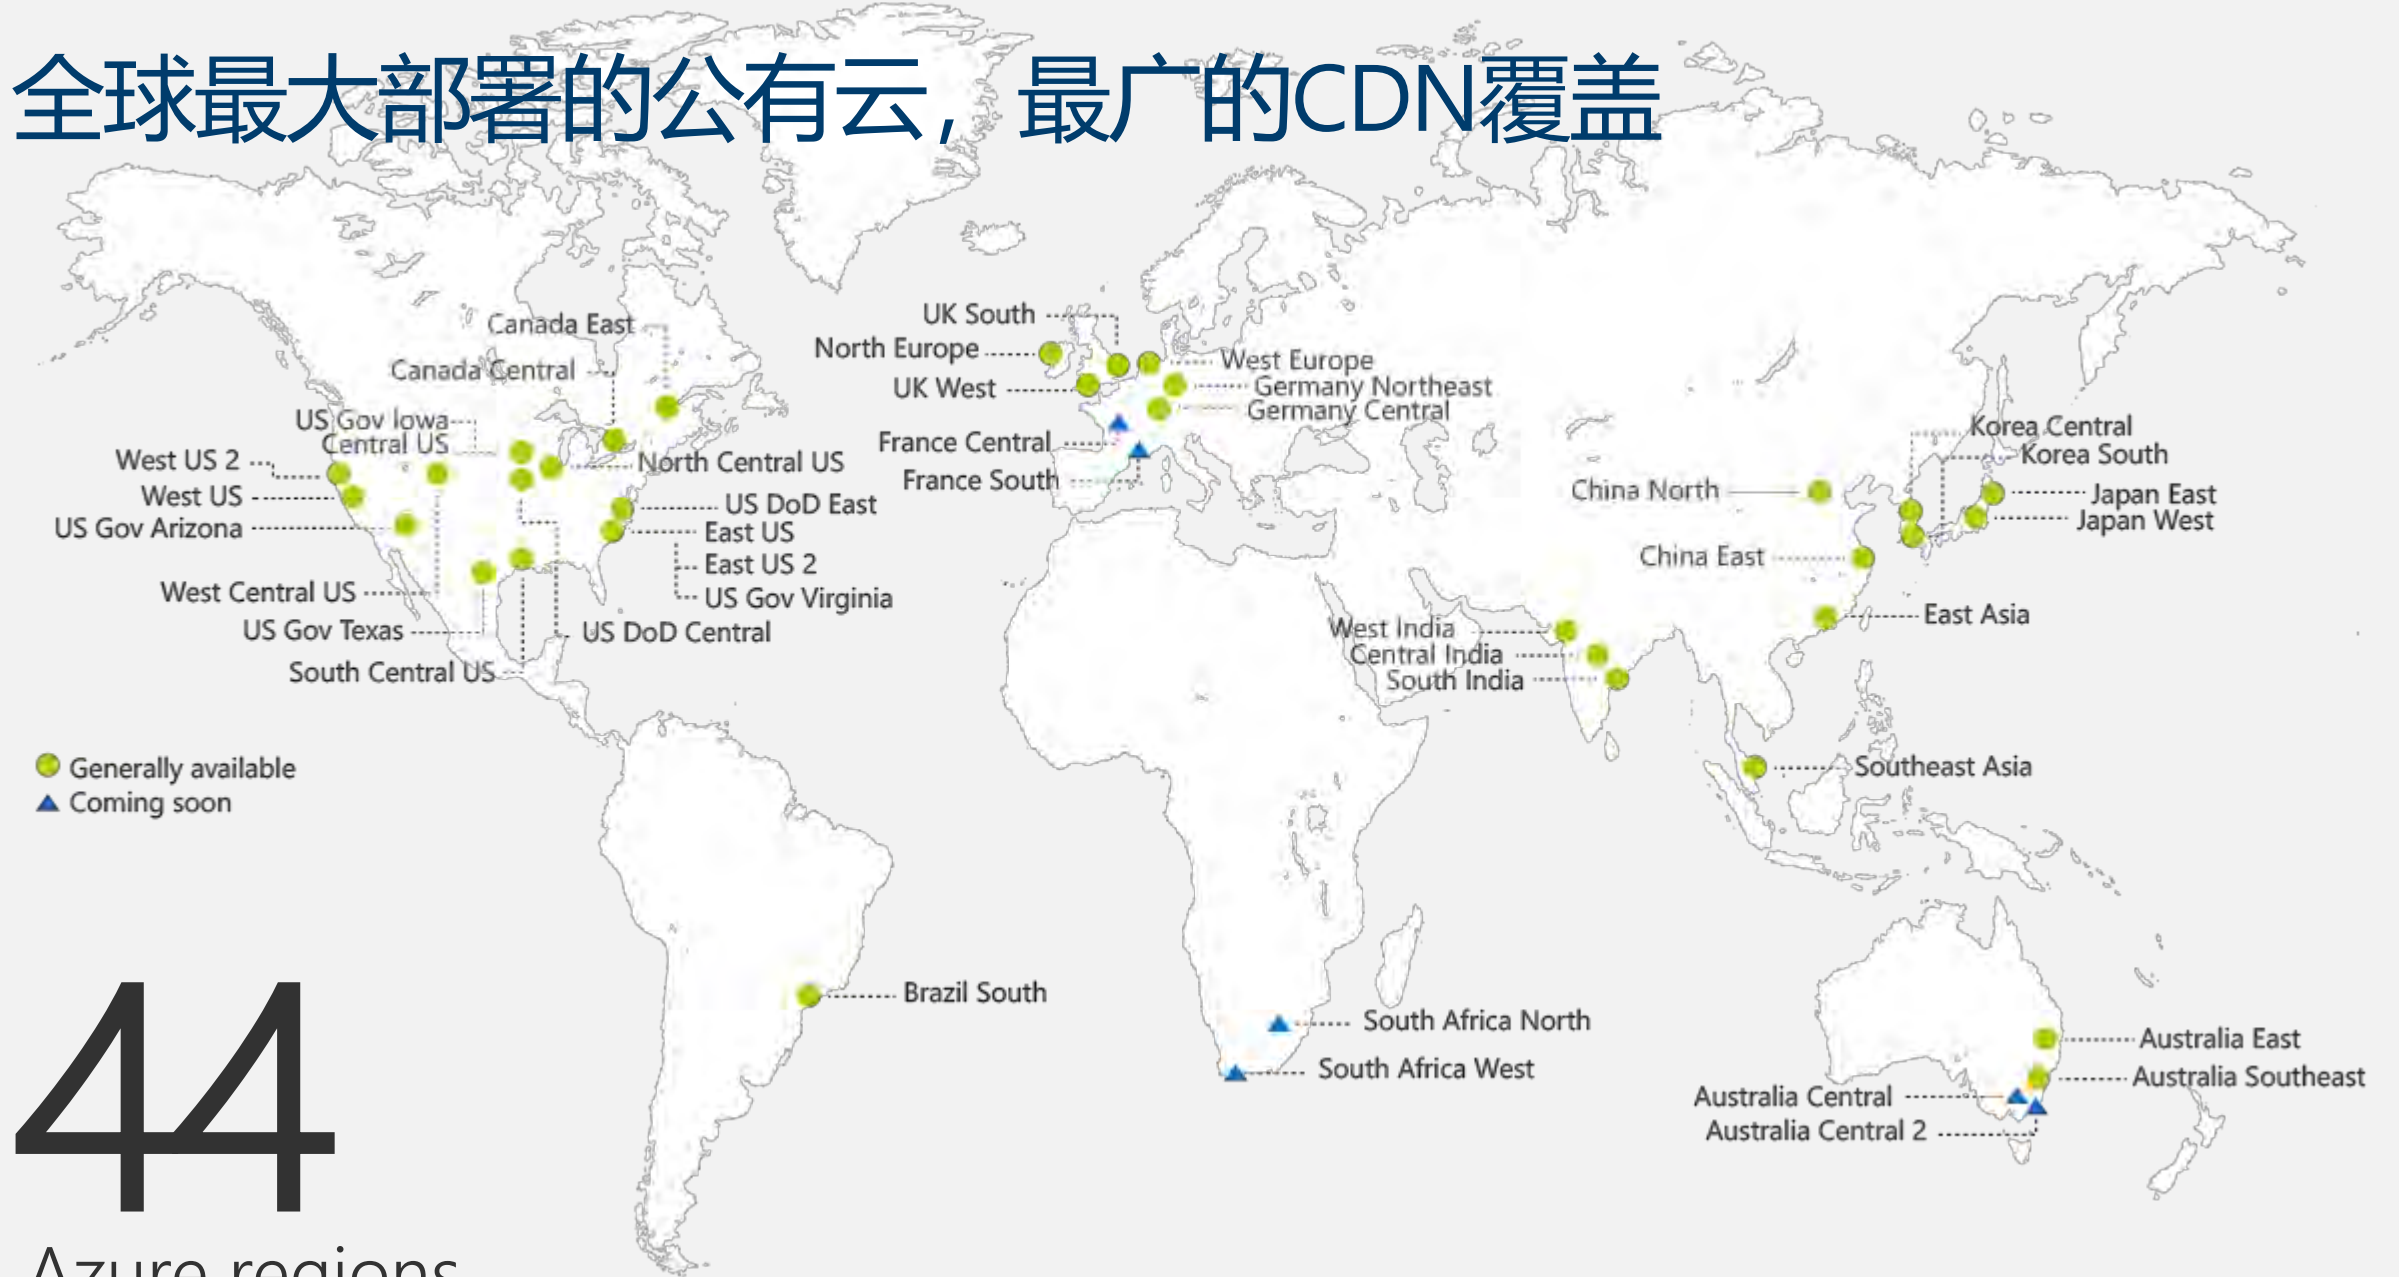 全球最大部署的公有云，最广的CDN覆盖
Canada East
Canada Central
US Gov Iowa
Central US
West US 2
West US
US Gov Arizona
West Central US
US Gov Texas
South Central US
North Central US
US DoD East
East US
East US 2
US Gov Virginia
US DoD Central
UK South
North Europe
UK West
West Europe
Germany Northeast
Germany Central
France Central
France South
Korea Central
Korea South
China North
Japan East
Japan West
China East
East Asia
West India
Central India
South India
Southeast Asia
Generally available
Coming soon
Brazil South
South Africa North
South Africa West
Australia East
Australia Southeast
Australia Central
Australia Central 2
44
Azure regions